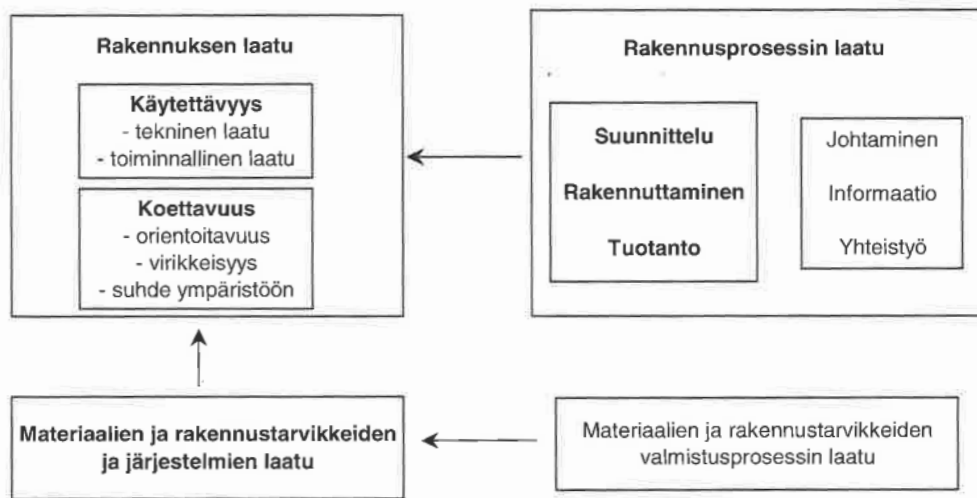 Rakennuksen laatu
Käytettävyys
- tekninen laatu
- toiminnallinen laatu
Koettavuus
- orientoitavuus
- virikkeisyys
- suhde ympäristöön
Rakennusprosessin laatu
Suunnittelu
Rakennuttaminen
Tuotanto
Johtaminen
Informaatio
Yhteistyö
Materiaalien ja rakennustarvikkeiden
ja järjestelmien laatu
Materiaalien ja rakennustarvikkeiden
valmistusprosessin laatu